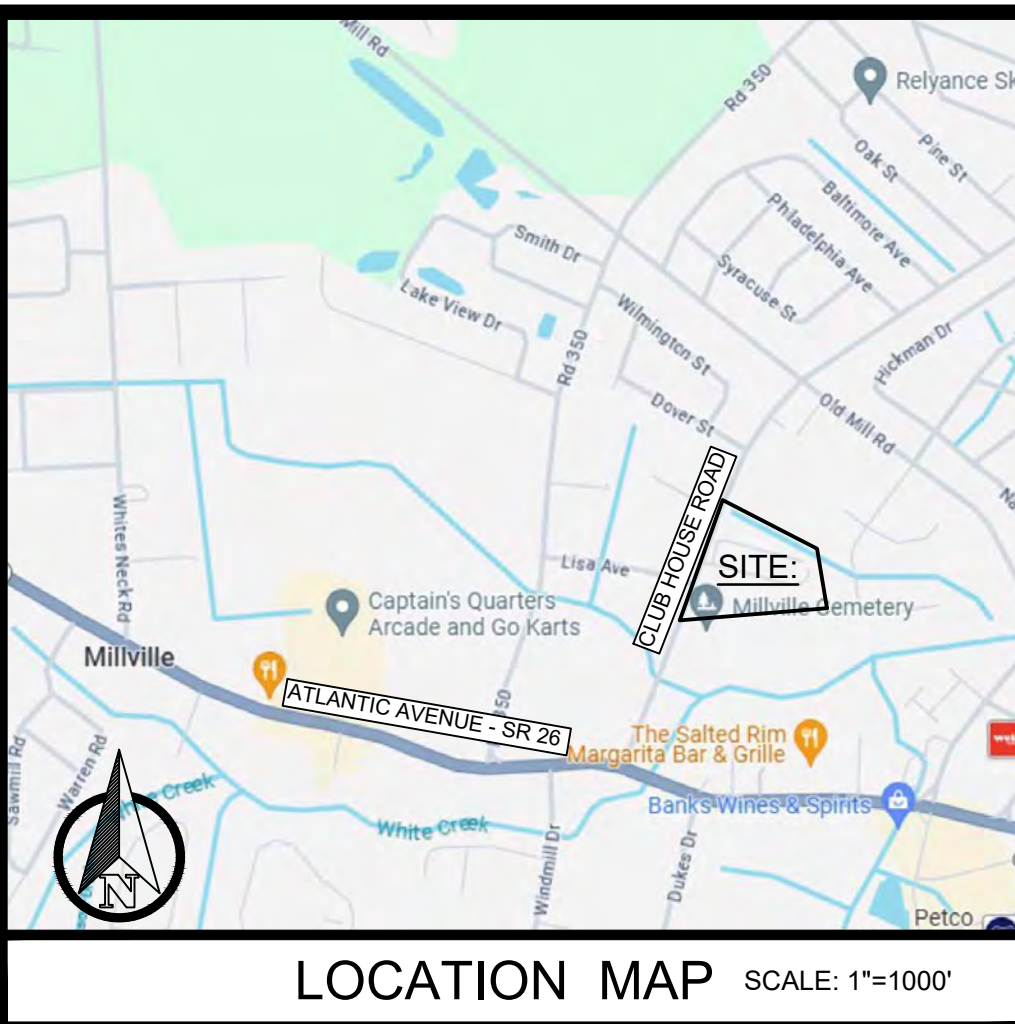 Mill Rd
Rd 350
Relyance Sk
Pine St
Oak St
Baltimore Ave
Philadelphia Ave
Smith Dr
Syracuse St
Lake View Dr
Wilmington St
Rd 350
Hickman Dr
Dover St
Old Mill Rd
CLUB HOUSE ROAD
Na
Whites Neck Rd
Lisa Ave
SITE:
Captain's Quarters
Arcade and Go Karts
Millville Cemetery
Millville
ATLANTIC AVENUE - SR 26
350
The Salted Rim
Margarita Bar & Grille
Sawmill Rd
Warren Rd
White Creek
Banks Wines & Spirits
White Creek
Windmill Dr
Dukes Dr
N
Petco
LOCATION MAP SCALE: 1"=1000'